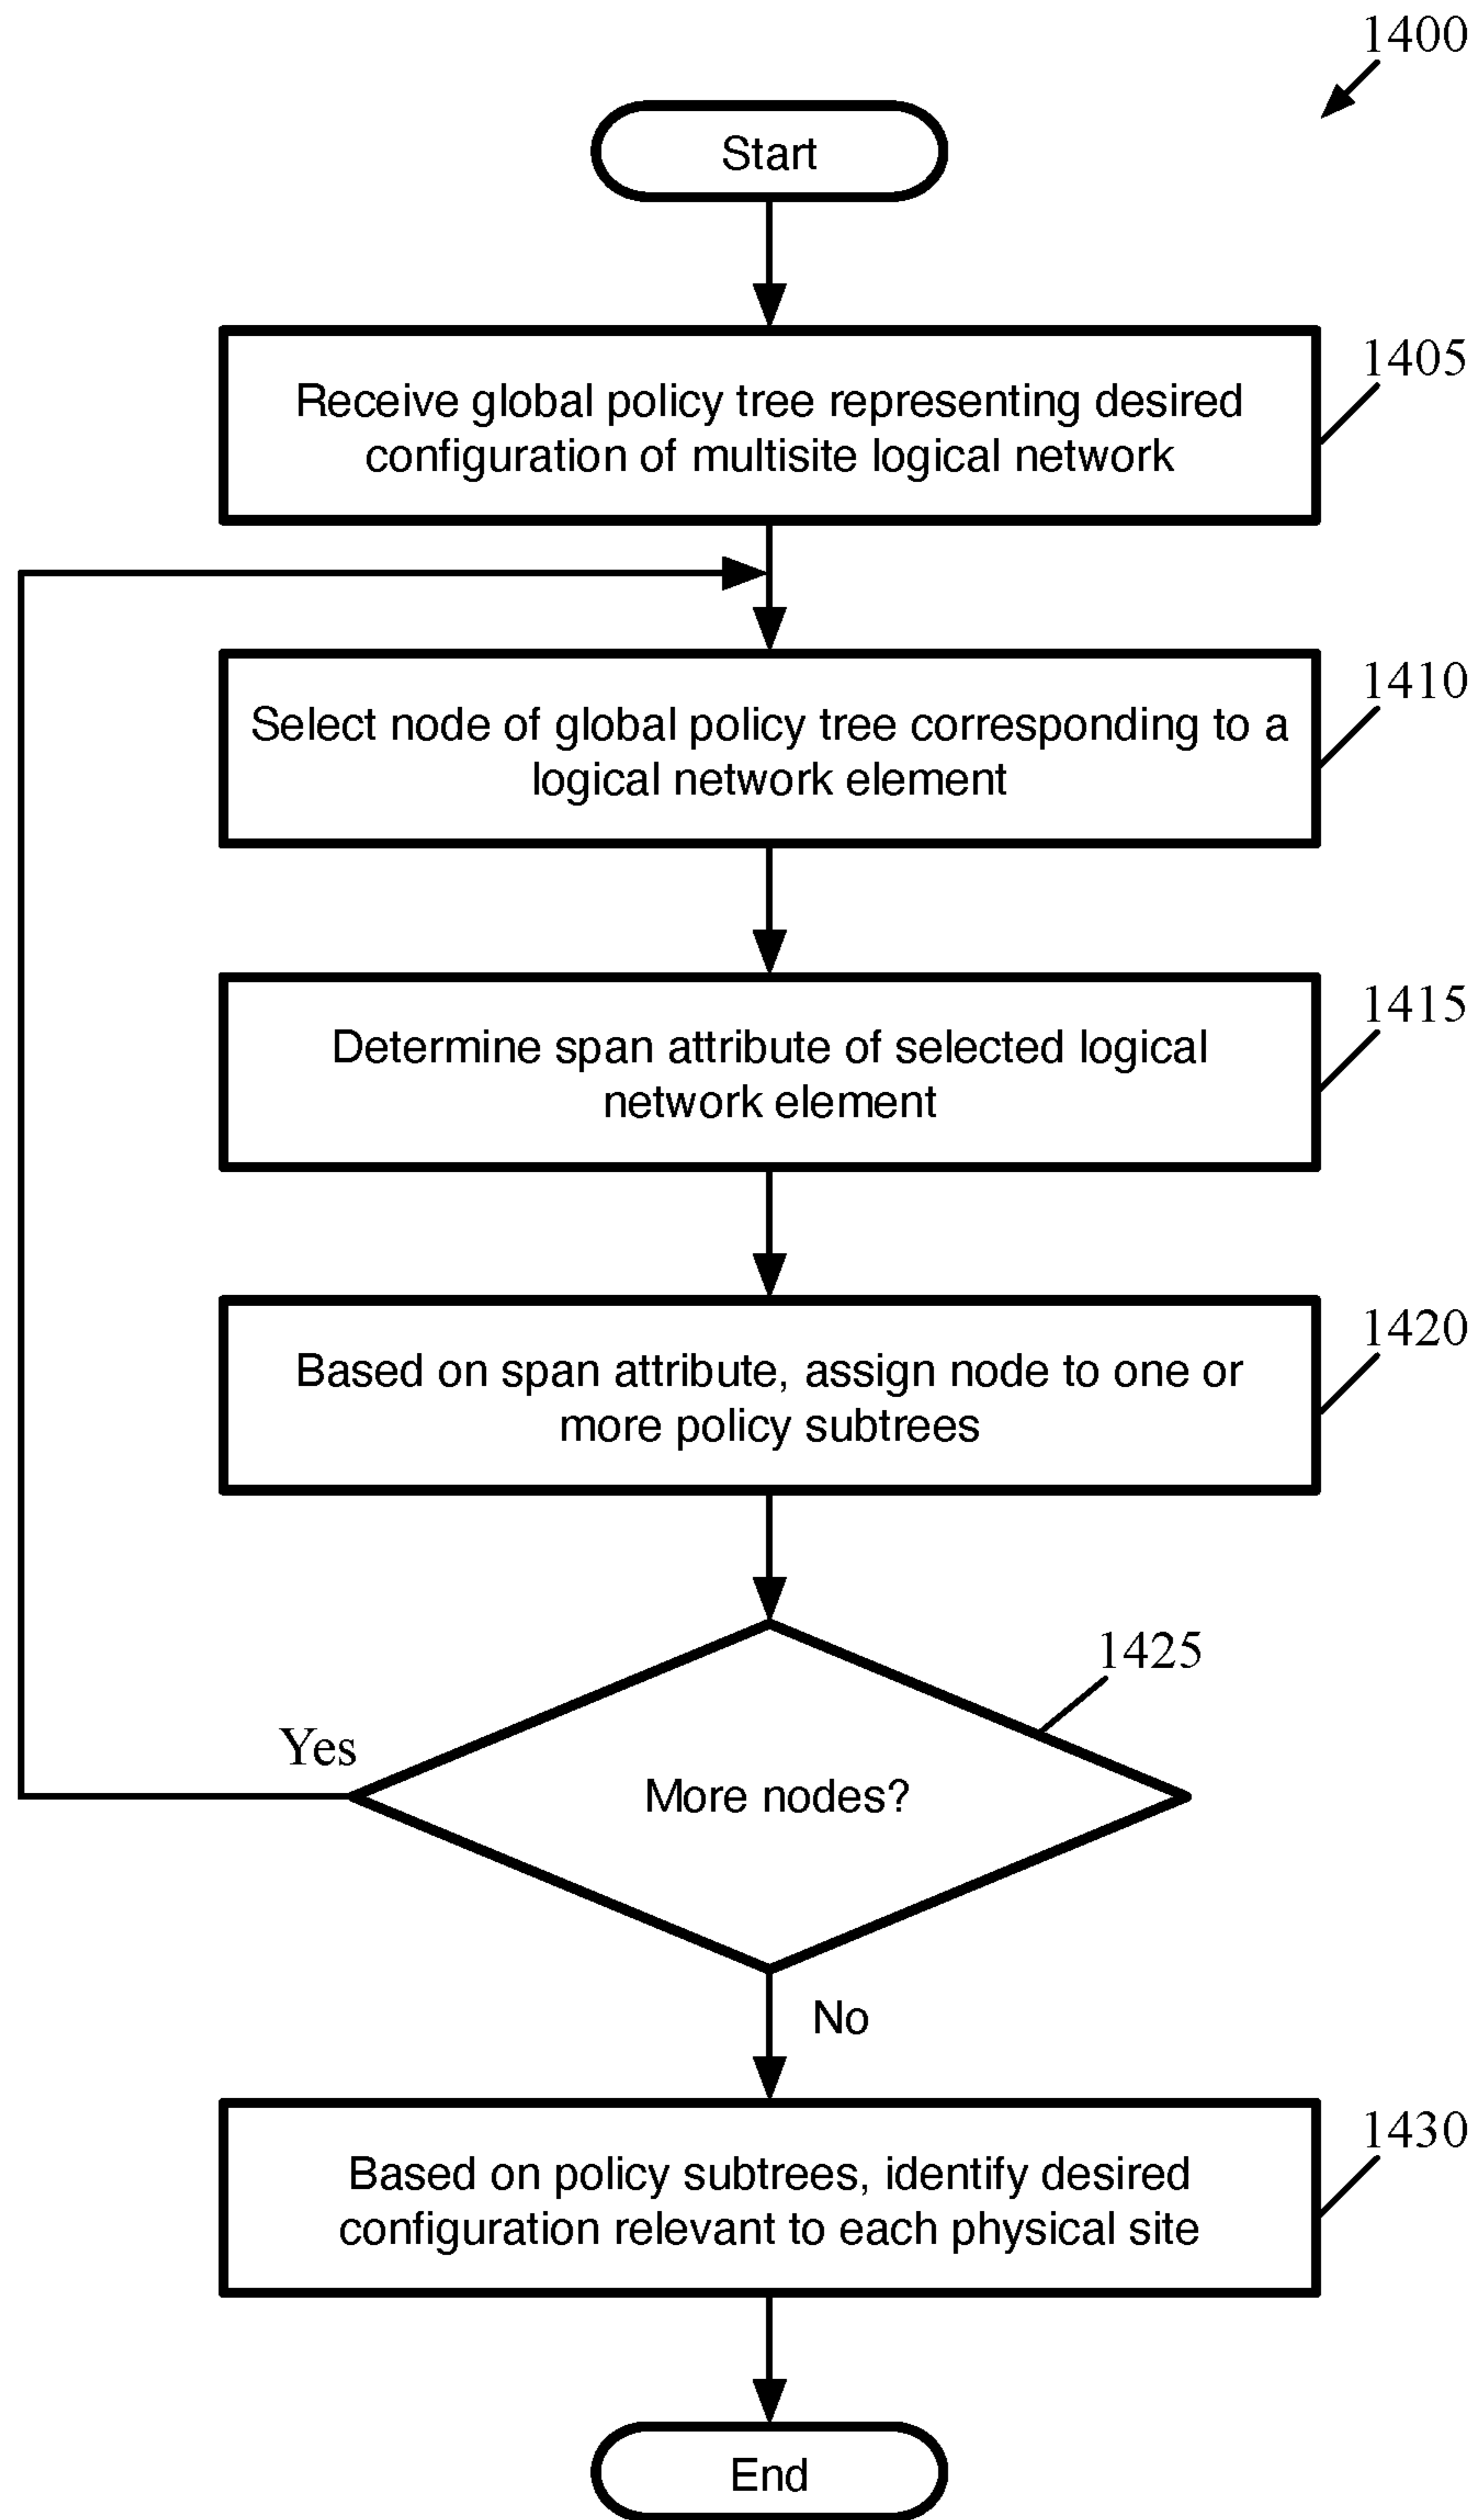 1400
Start
Receive global policy tree representing desired
configuration of multisite logical network
1405
Select node of global policy tree corresponding to a
logical network element
1410
Determine span attribute of selected logical
network element
1415
Based on span attribute, assign node to one or
more policy subtrees
1420
1425
Yes
More nodes?
No
Based on policy subtrees, identify desired
configuration relevant to each physical site
1430
End